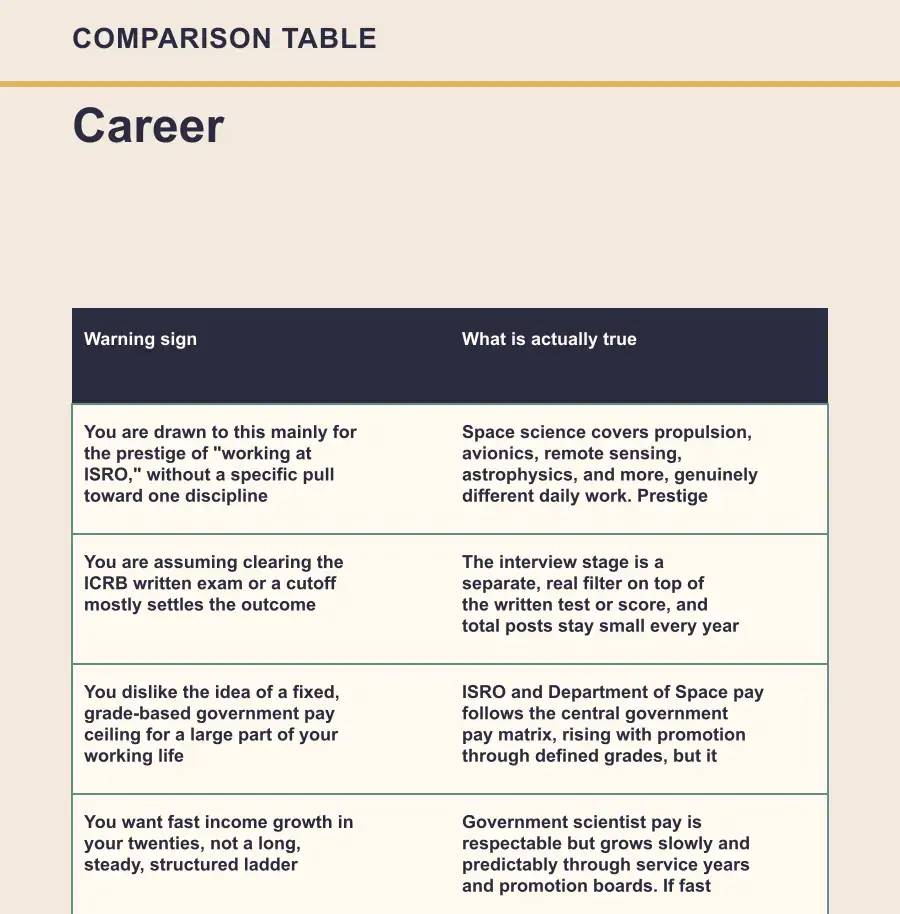 COMPARISON TABLE
Career
Warning sign
What is actually true
You are drawn to this mainly for
the prestige of "working at
ISRO," without a specific pull
toward one discipline
Space science covers propulsion,
avionics, remote sensing,
astrophysics, and more, genuinely
different daily work. Prestige
You are assuming clearing the
ICRB written exam or a cutoff
mostly settles the outcome
The interview stage is a
separate, real filter on top of
the written test or score, and
total posts stay small every year
You dislike the idea of a fixed,
grade-based government pay
ceiling for a large part of your
working life
ISRO and Department of Space pay
follows the central government
pay matrix, rising with promotion
through defined grades, but it
You want fast income growth in
your twenties, not a long,
steady, structured ladder
Government scientist pay is
respectable but grows slowly and
predictably through service years
and promotion boards. If fast